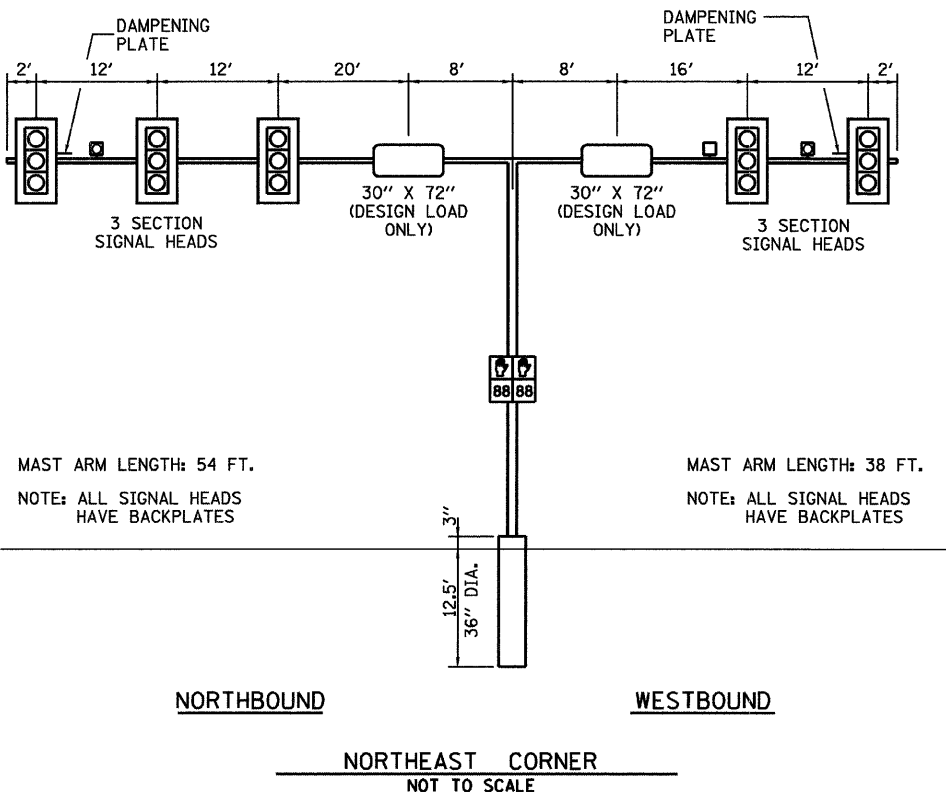 DAMPENING
PLATE
DAMPENING
PLATE
2' 12' 12' 20' 8' 8' 16' 12' 2'
3 SECTION
SIGNAL HEADS
30" X 72"
(DESIGN LOAD
ONLY)
30" X 72"
(DESIGN LOAD
ONLY)
3 SECTION
SIGNAL HEADS
88 88
MAST ARM LENGTH: 54 FT.
NOTE: ALL SIGNAL HEADS
HAVE BACKPLATES
MAST ARM LENGTH: 38 FT.
NOTE: ALL SIGNAL HEADS
HAVE BACKPLATES
3"
12.5'
36" DIA.
NORTHBOUND
WESTBOUND
NORTHEAST CORNER
NOT TO SCALE